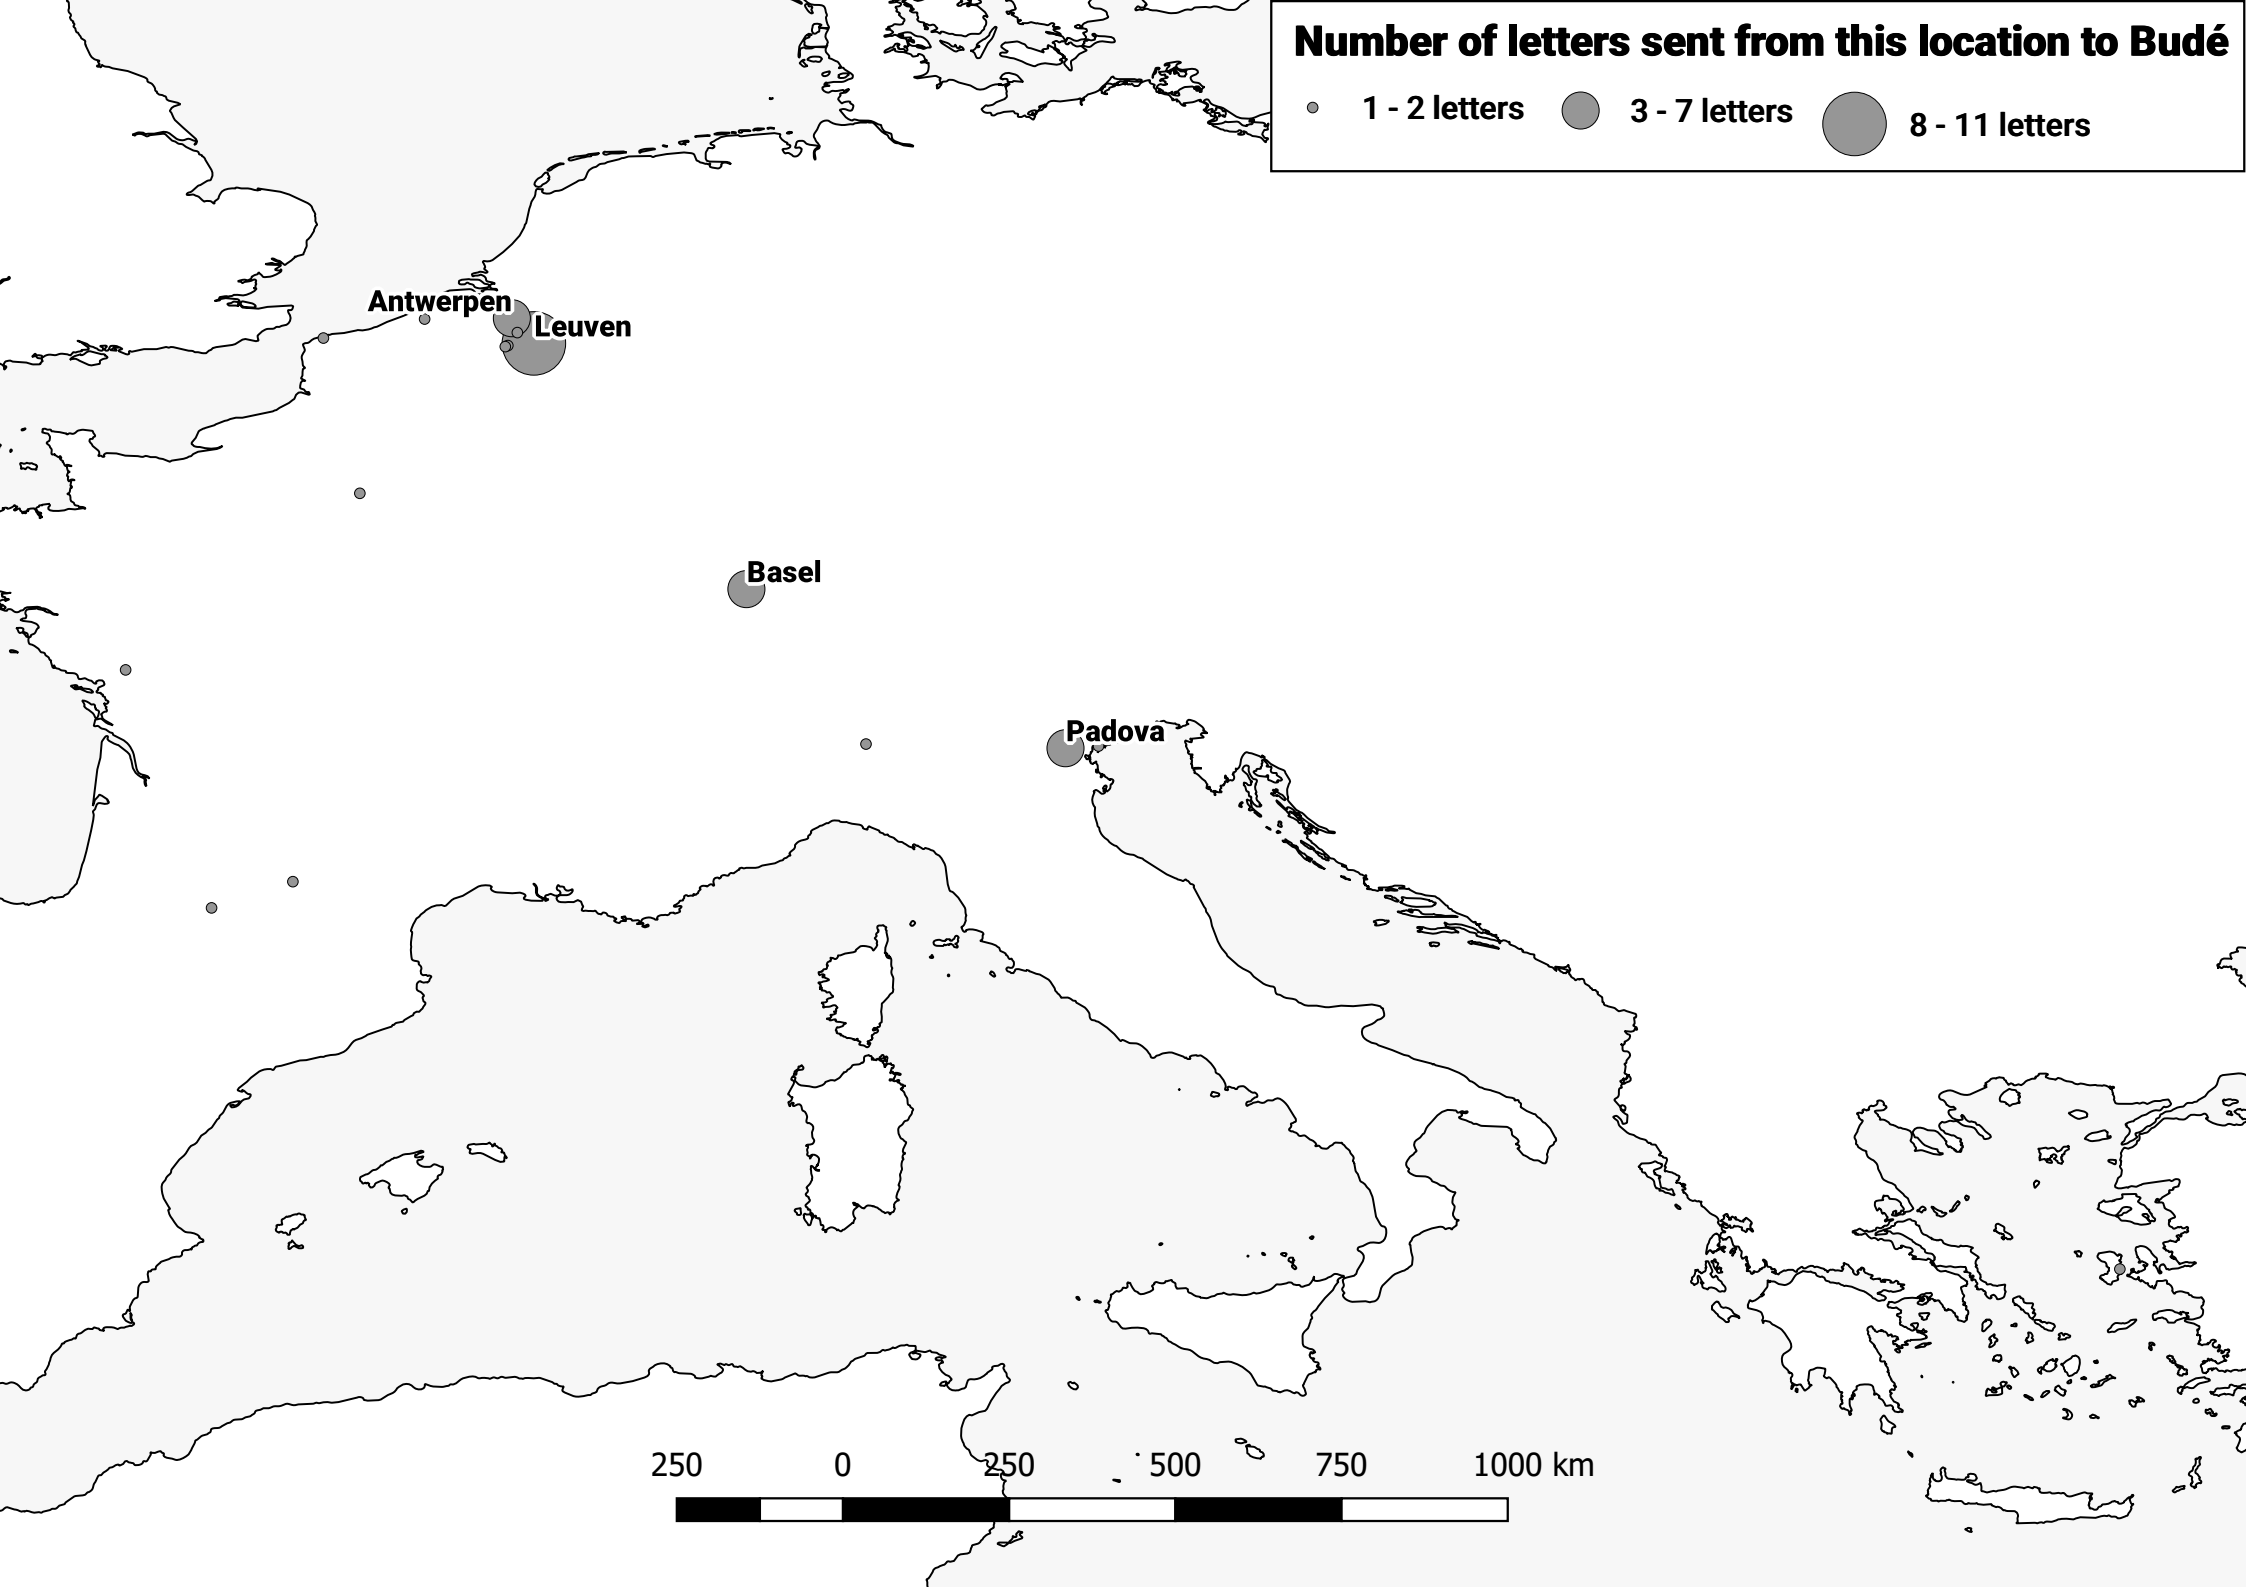 Number of letters sent from this location to Budé
1 - 2 letters 3 - 7 letters 8 - 11 letters
Antwerpen
Leuven
Basel
Padova
250 0 250 500 750 1000 km